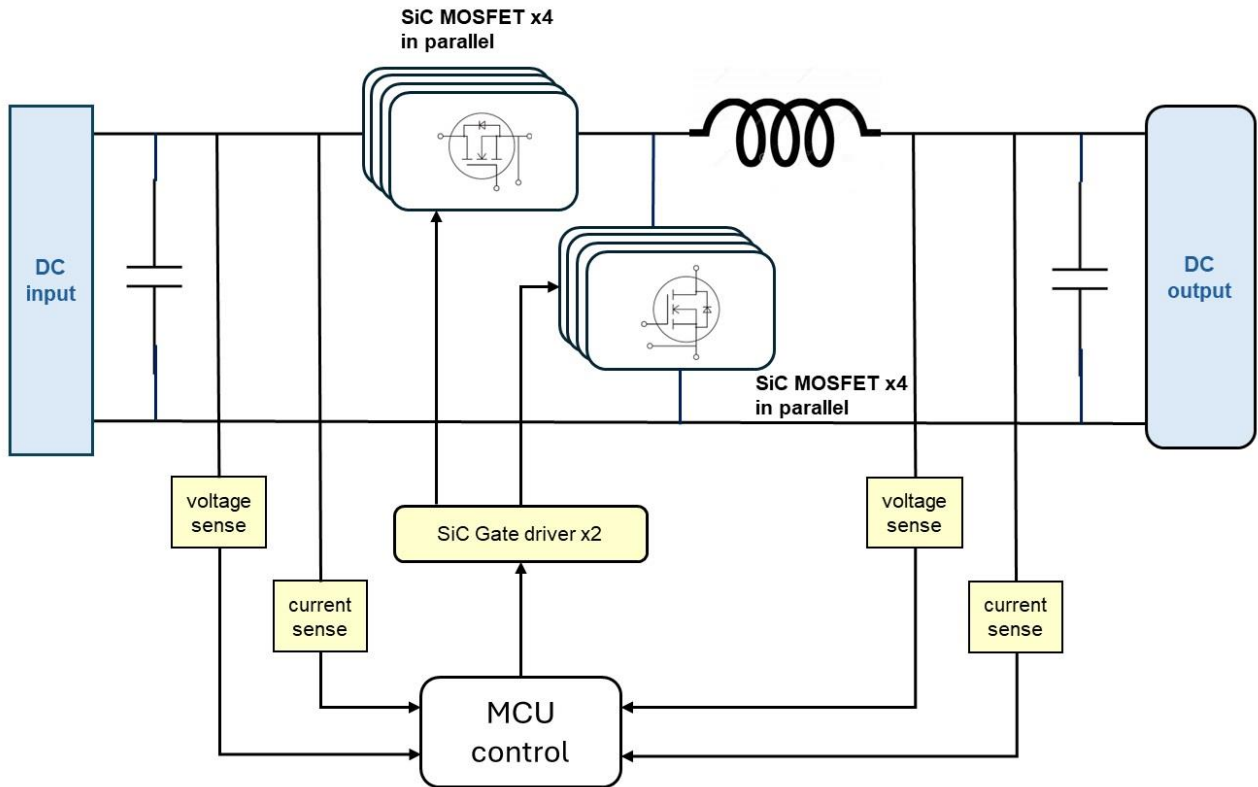 SiC MOSFET x4
in parallel
DC
input
DC
output
SiC MOSFET x4
in parallel
voltage
sense
SiC Gate driver x2
voltage
sense
current
sense
current
sense
MCU
control